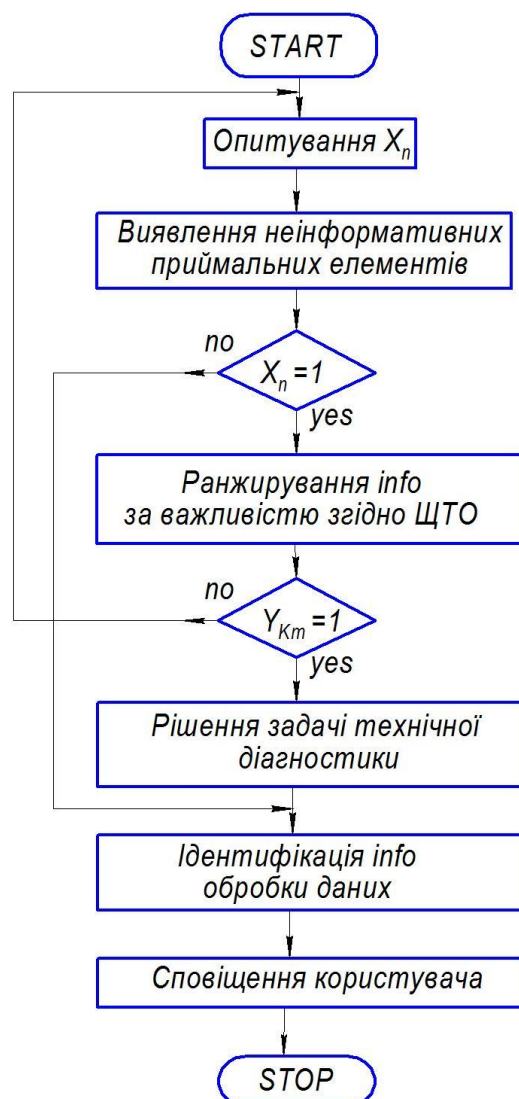 START
Опитування Xn
Виявлення неінформативних
приймальних елементів
no
Xn =1
yes
Ранжирування info
за важливістю згідно ЩТО
no
YKm =1
yes
Рішення задачі технічної
діагностики
Ідентифікація info
обробки даних
Сповіщення користувача
STOP